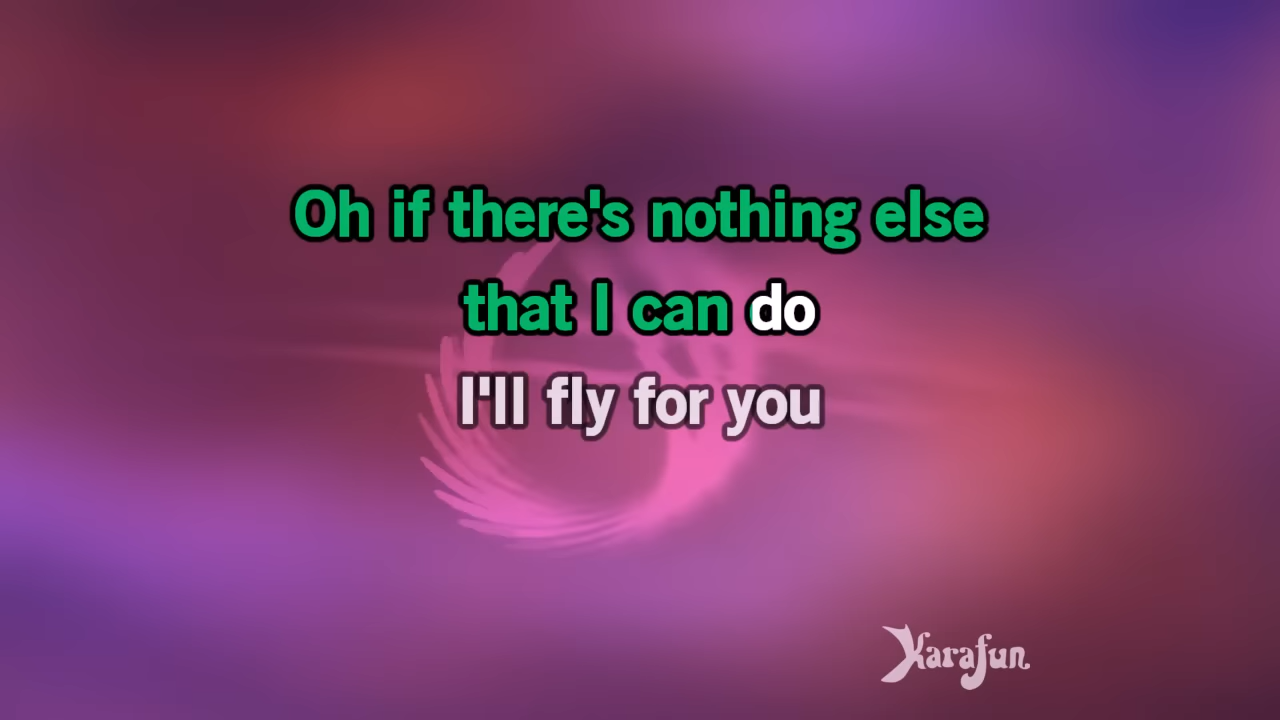 Oh if there's nothing else
that I can do
I'll fly for you
Karafun